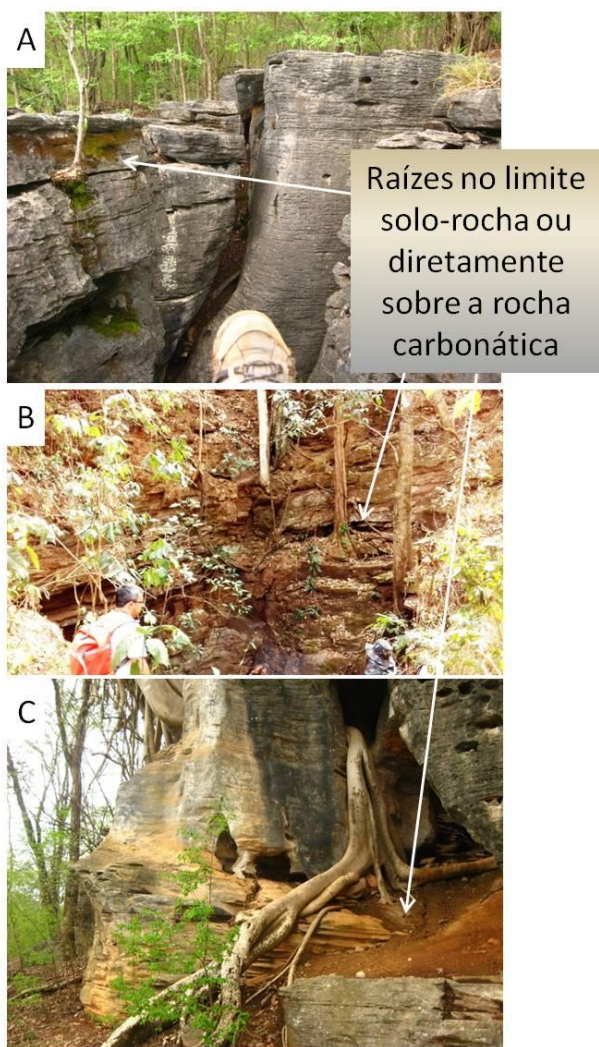 A
Raízes no limite
solo-rocha ou
diretamente
sobre a rocha
carbonática
B
C